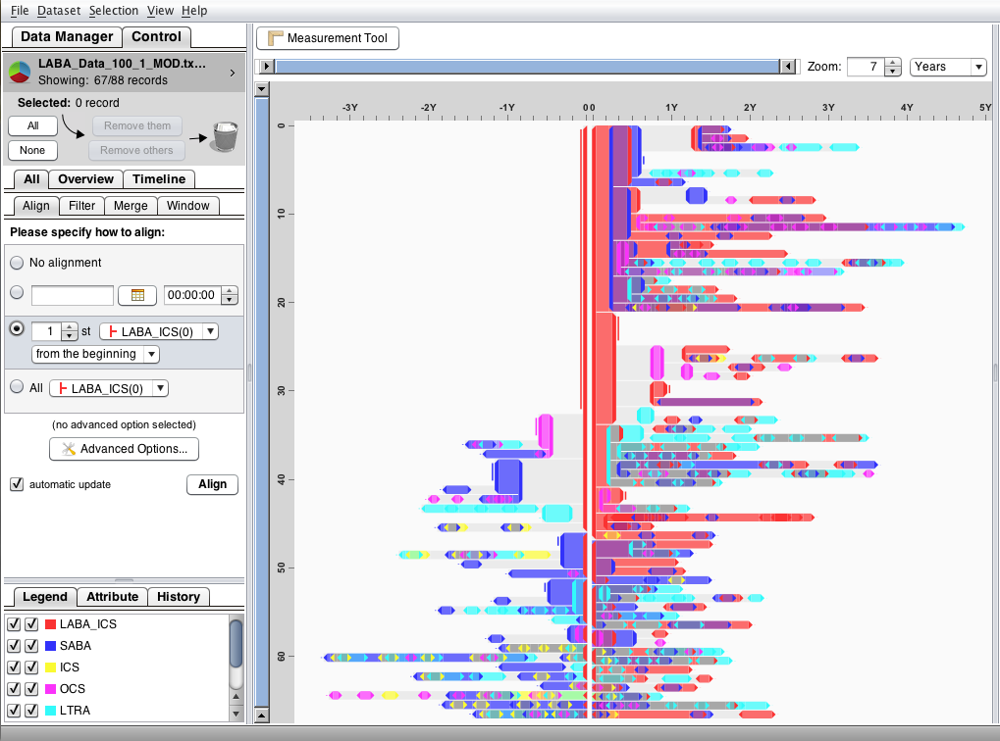 File Dataset Selection View Help
Data Manager Control
LABA_Data_100_1_MOD.tx...
Showing: 67/88 records
Selected: 0 record
All Remove them
None Remove others
All Overview Timeline
Align Filter Merge Window
Please specify how to align:
No alignment
00:00:00
1 st LABA_ICS(0)
from the beginning
All LABA_ICS(0)
(no advanced option selected)
Advanced Options...
automatic update Align
Legend Attribute History
LABA_ICS
SABA
ICS
OCS
LTRA
Measurement Tool
Zoom: 7 Years
-3Y -2Y -1Y 0 0 1Y 2Y 3Y 4Y 5Y
0
10
20
30
40
50
60